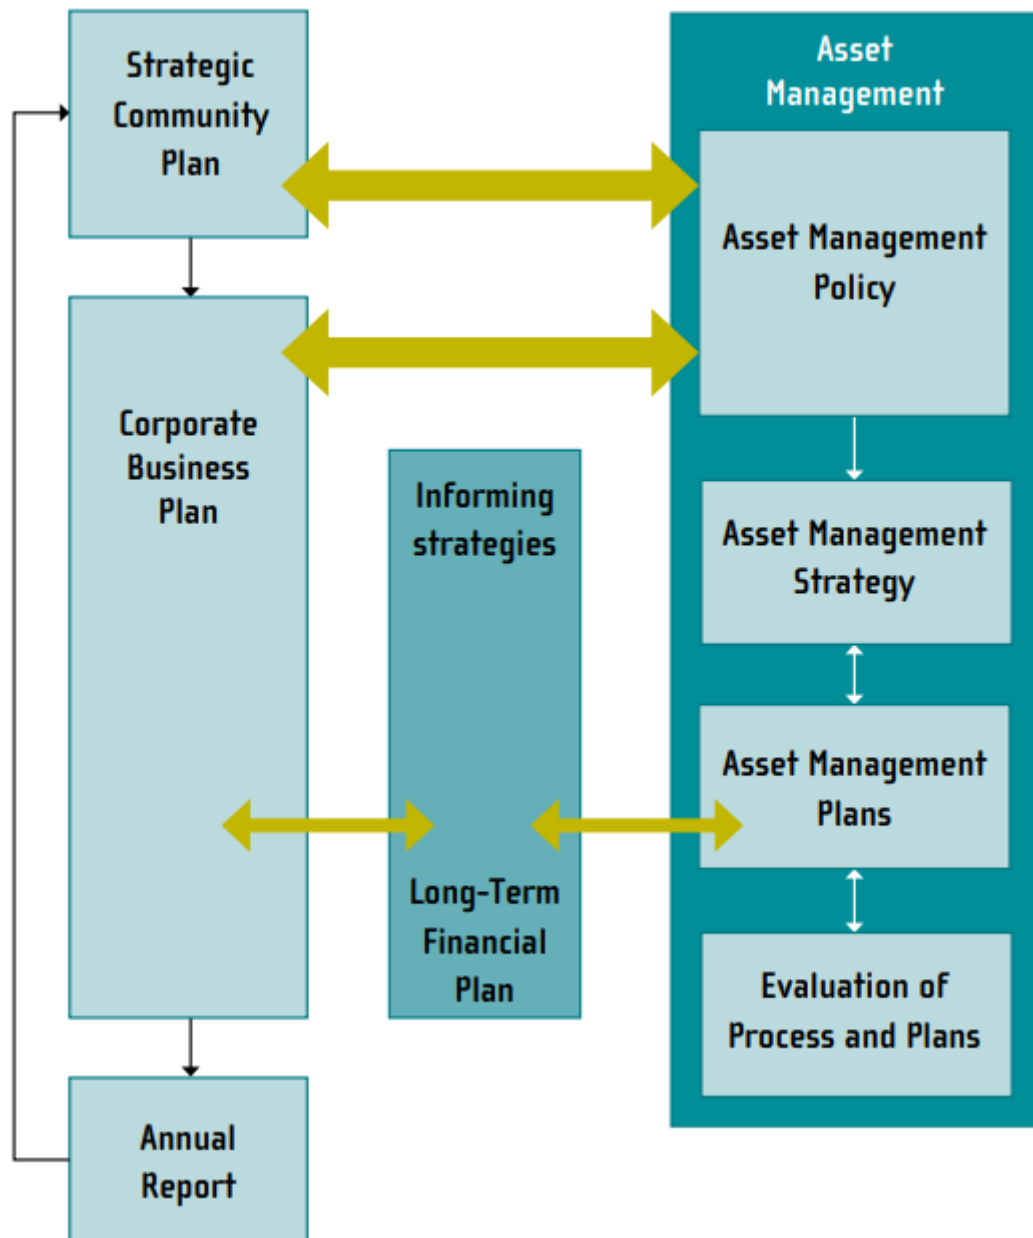 Strategic
Community
Plan
Corporate
Business
Plan
Annual
Report
Informing
strategies
Long-Term
Financial
Plan
Asset
Management
Asset Management
Policy
Asset Management
Strategy
Asset Management
Plans
Evaluation of
Process and Plans